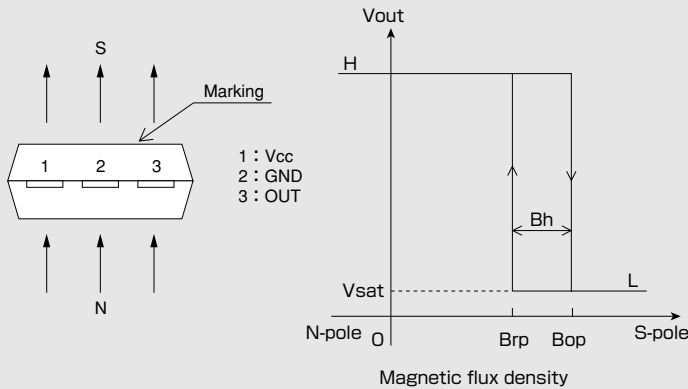 S
Marking
1 2 3
1：Vcc
2：GND
3：OUT
N
Vout
H
Bh
Vsat
L
N-pole 0 Brp Bop S-pole
Magnetic flux density